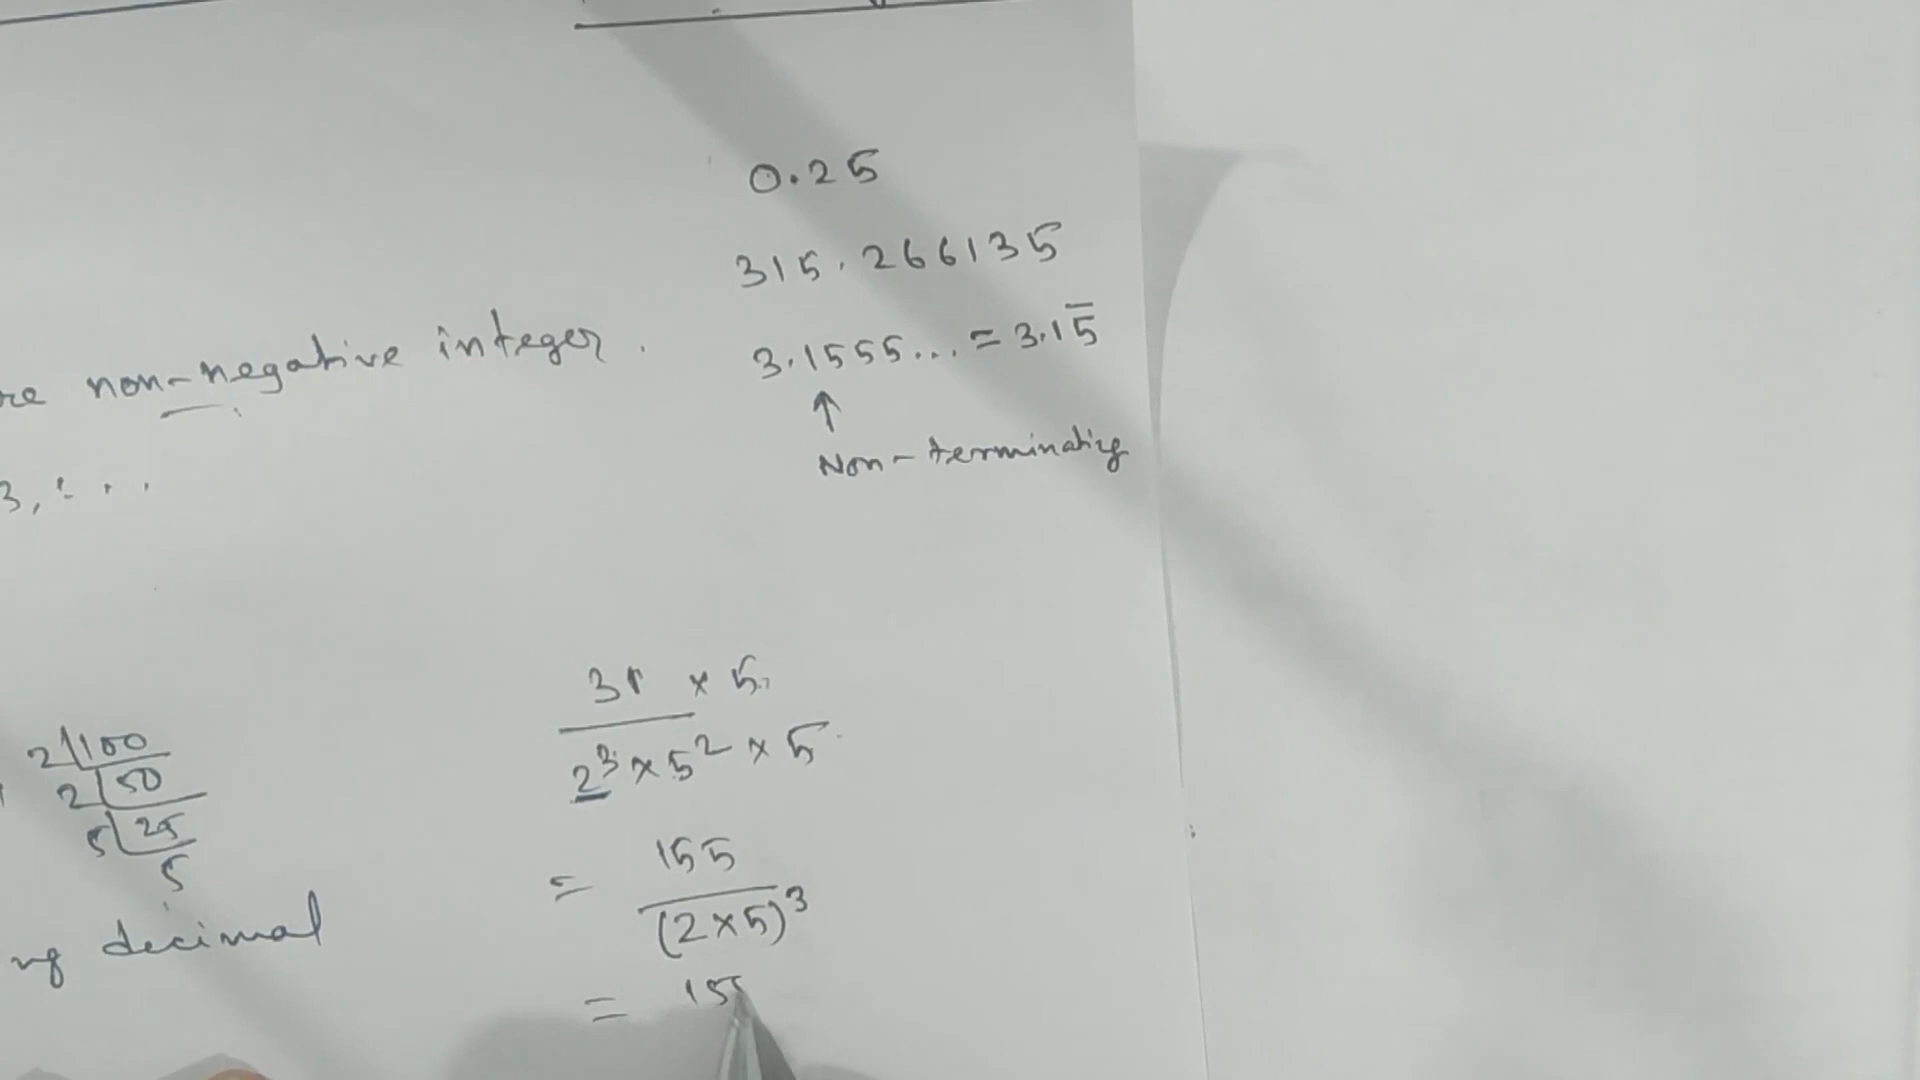 0.25
315.266135
re non-negative integer.
3.1555... = 3.15̅
Non-terminating
3, ...
31 × 5
2³ × 5² × 5
2 100
2 50
5 25
5
= 155
(2×5)³
ng decimal
= 155